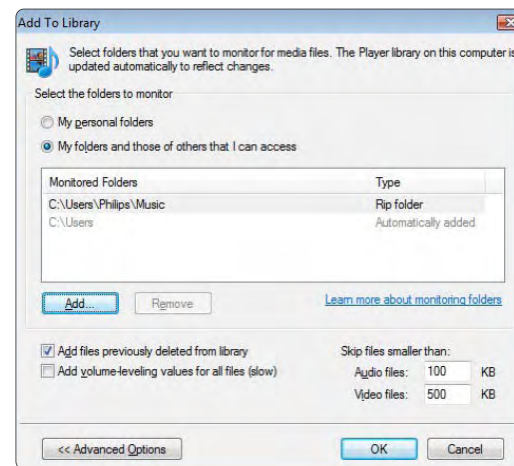 Add To Library
Select folders that you want to monitor for media files. The Player library on this computer is
updated automatically to reflect changes.
Select the folders to monitor
My personal folders
My folders and those of others that I can access
Monitored Folders Type
C:\Users\Philips\Music Rip folder
C:\Users Automatically added
Add... Remove Learn more about monitoring folders
Add files previously deleted from library Skip files smaller than:
Add volume-leveling values for all files (slow) Audio files: 100 KB
Video files: 500 KB
<< Advanced Options OK Cancel